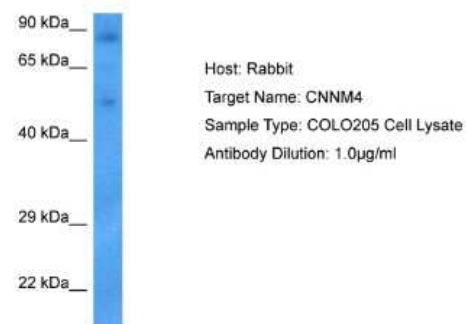 90 kDa__
65 kDa__
Host: Rabbit
Target Name: CNNM4
Sample Type: COLO205 Cell Lysate
40 kDa__
Antibody Dilution: 1.0µg/ml
29 kDa__
22 kDa__